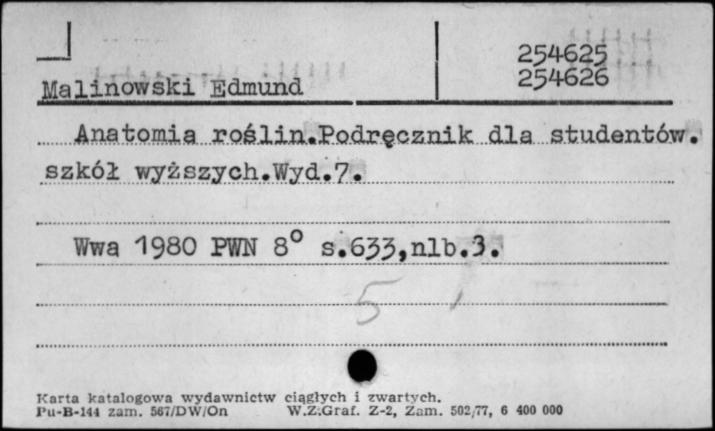 254625
254626
Malinowski Edmund
Anatomia roślin.Podręcznik dla studentów.
szkół wyższych.Wyd.7.
Wwa 1980 PWN 8° s.633,nlb.3.
5
Karta katalogowa wydawnictw ciągłych i zwartych.
Pu-B-144 zam. 567/DW/On W.Z.Graf. Z-2, Zam. 502/77, 6 400 000